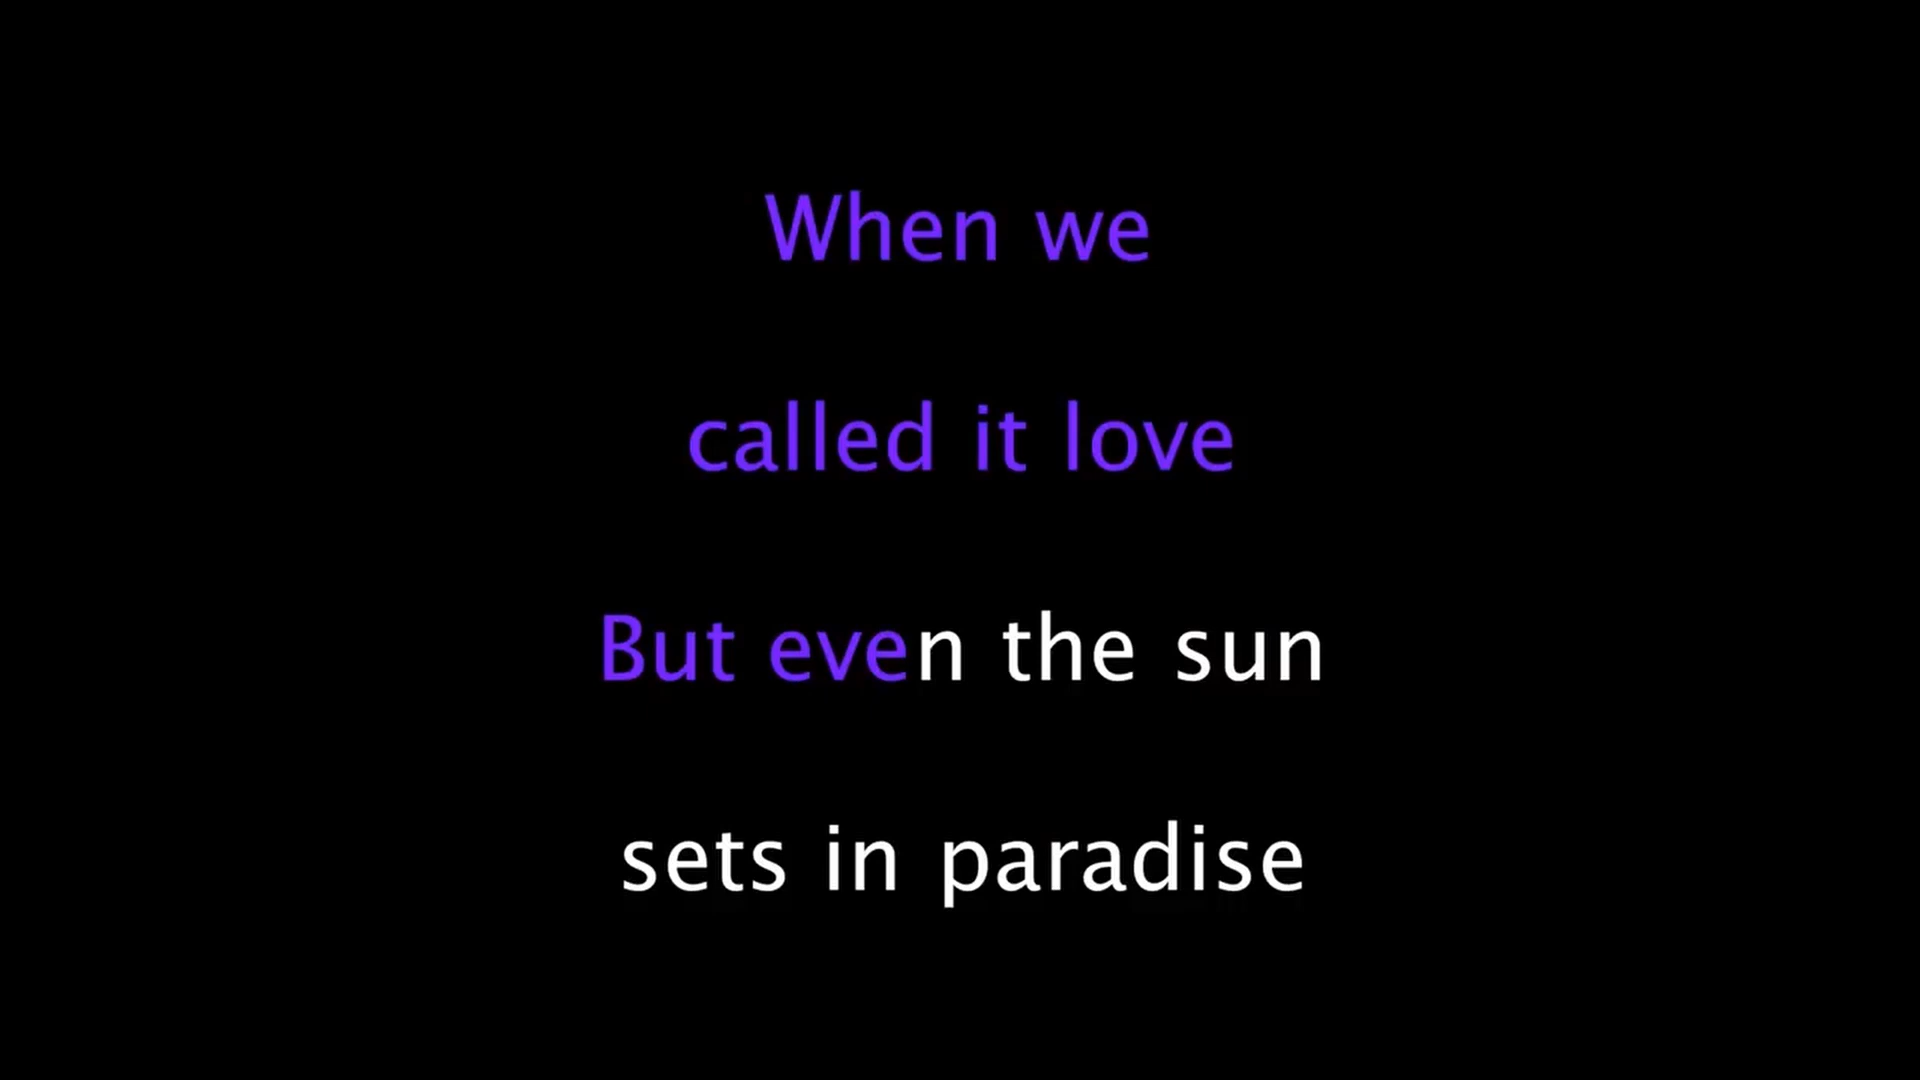 When we
called it love
But even the sun
sets in paradise